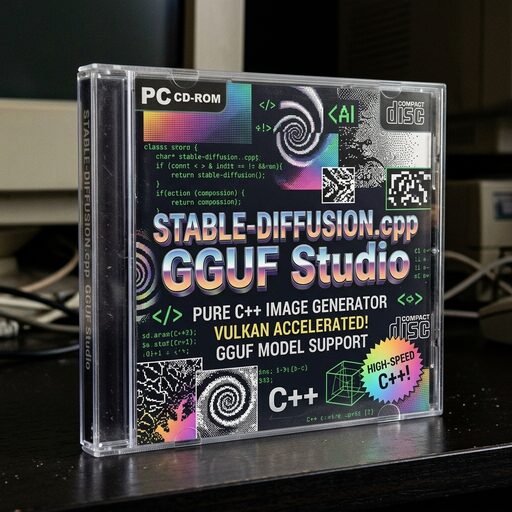 PC CD-ROM
</>
<AI
COMPACT
disc
+!>
classs storo {
char* stable-diffusion..cpp;
return stable-diffusion();
}
if(action (compossion) {
return compossion);
}
STABLE-DIFFUSION.cpp
GGUF Studio
</>
<◇>
PURE C++ IMAGE GENERATOR
VULKAN ACCELERATED!
GGUF MODEL SUPPORT
COMPACT
disc
HIGH-SPEED
C++!
C++
STABLE-DIFFUSION.cpp GGUF Studio